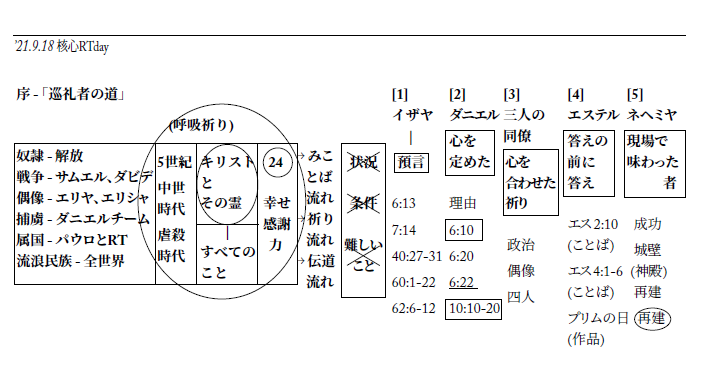 '21.9.18 核心RTday
序 -「巡礼者の道」
(呼吸祈り)
奴隷 - 解放
戦争 - サムエル、ダビデ
偶像 - エリヤ、エリシャ
捕虜 - ダニエルチーム
属国 - パウロとRT
流浪民族 - 全世界
5世紀
中世
時代
虐殺
時代
キリスト
と
その霊
すべての
こと
24
幸せ
感謝
力
→ みこ
とば
流れ
→ 祈り
流れ
→ 伝道
流れ
状況
条件
難しい
こと
[1]
イザヤ
預言
6:13
7:14
40:27-31
60:1-22
62:6-12
[2]
ダニエル
心を
定めた
理由
6:10
6:20
6:22
10:10-20
[3]
三人の
同僚
心を
合わせた
祈り
政治
偶像
四人
[4]
エステル
答えの
前に
答え
エス2:10
(ことば)
エス4:1-6
(ことば)
プリムの日
(作品)
[5]
ネヘミヤ
現場で
味わった
者
成功
城壁
(神殿)
再建
再建